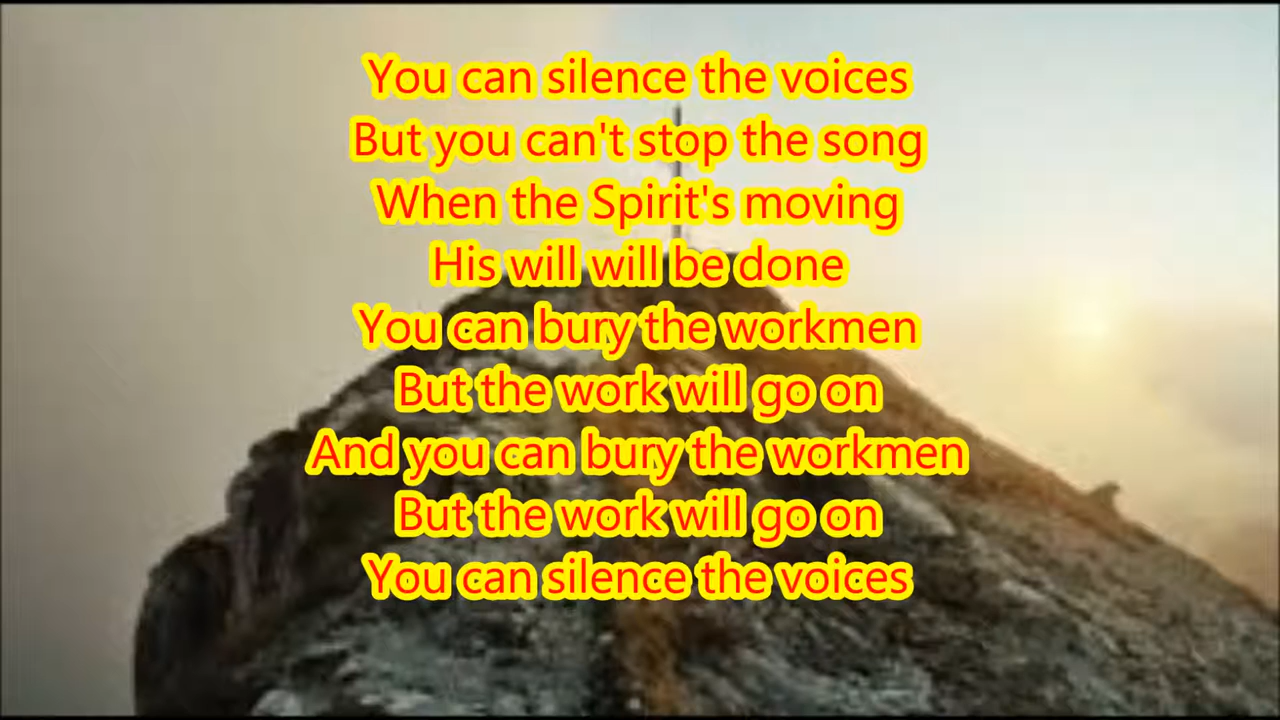 You can silence the voices
But you can't stop the song
When the Spirit's moving
His will will be done
You can bury the workmen
But the work will go on
And you can bury the workmen
But the work will go on
You can silence the voices